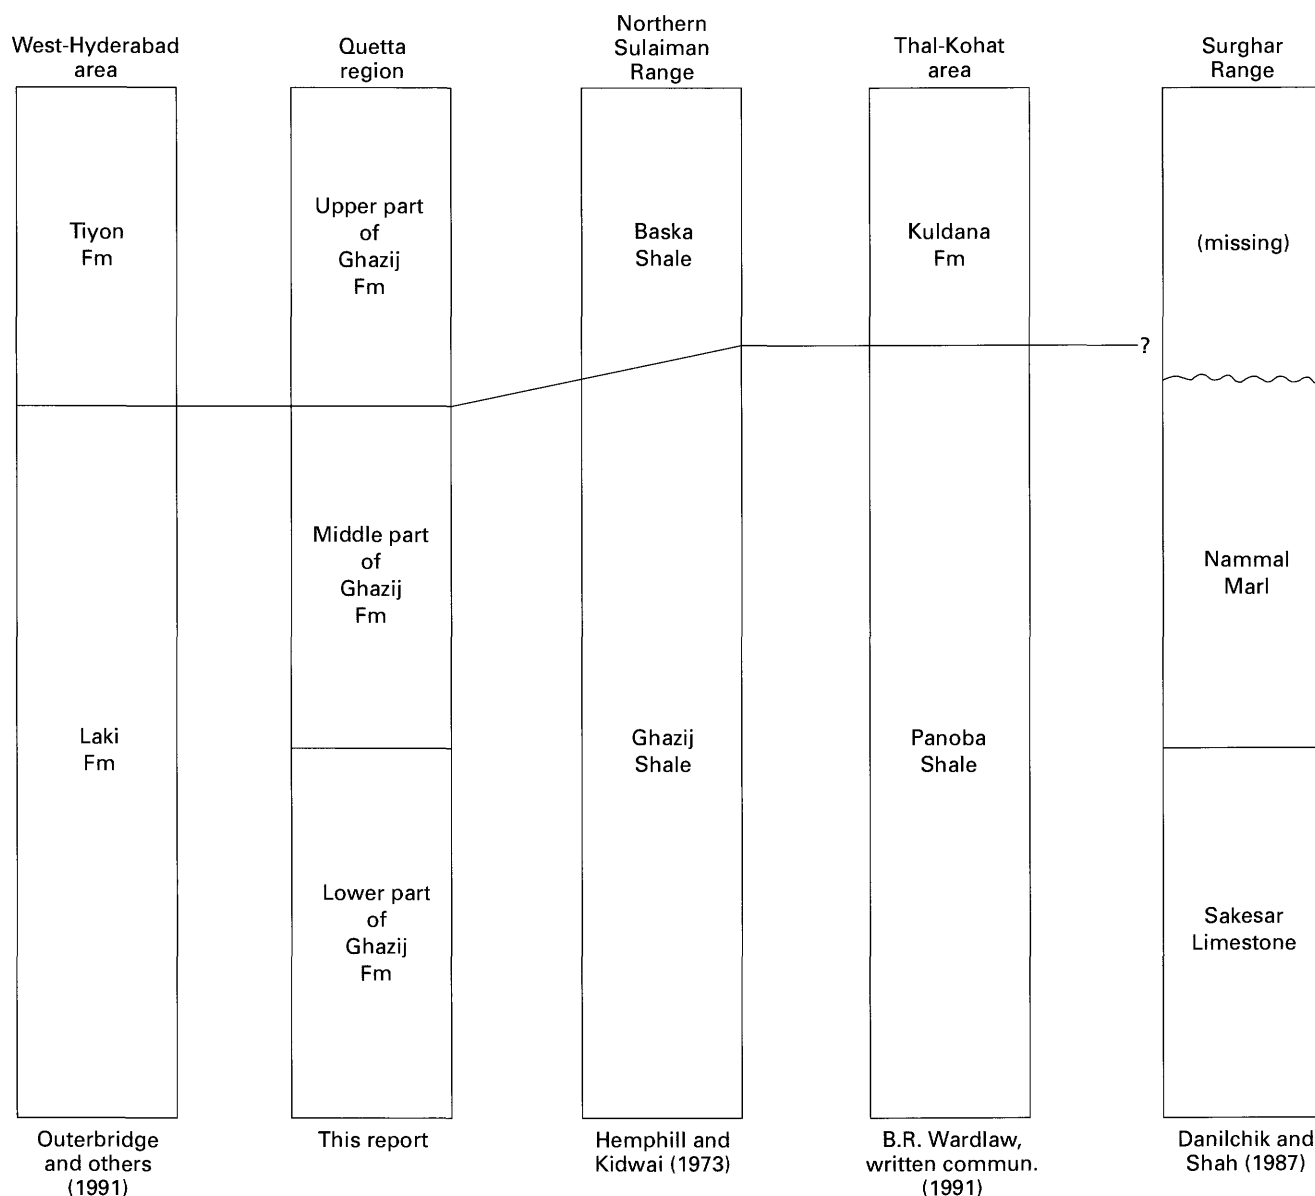 West-Hyderabad
area
Quetta
region
Northern
Sulaiman
Range
Thal-Kohat
area
Surghar
Range
Tiyon
Fm
Upper part
of
Ghazij
Fm
Baska
Shale
Kuldana
Fm
(missing)
?
Middle part
of
Ghazij
Fm
Nammal
Marl
Laki
Fm
Ghazij
Shale
Panoba
Shale
Lower part
of
Ghazij
Fm
Sakesar
Limestone
Outerbridge
and others
(1991)
This report
Hemphill and
Kidwai (1973)
B.R. Wardlaw,
written commun.
(1991)
Danilchik and
Shah (1987)